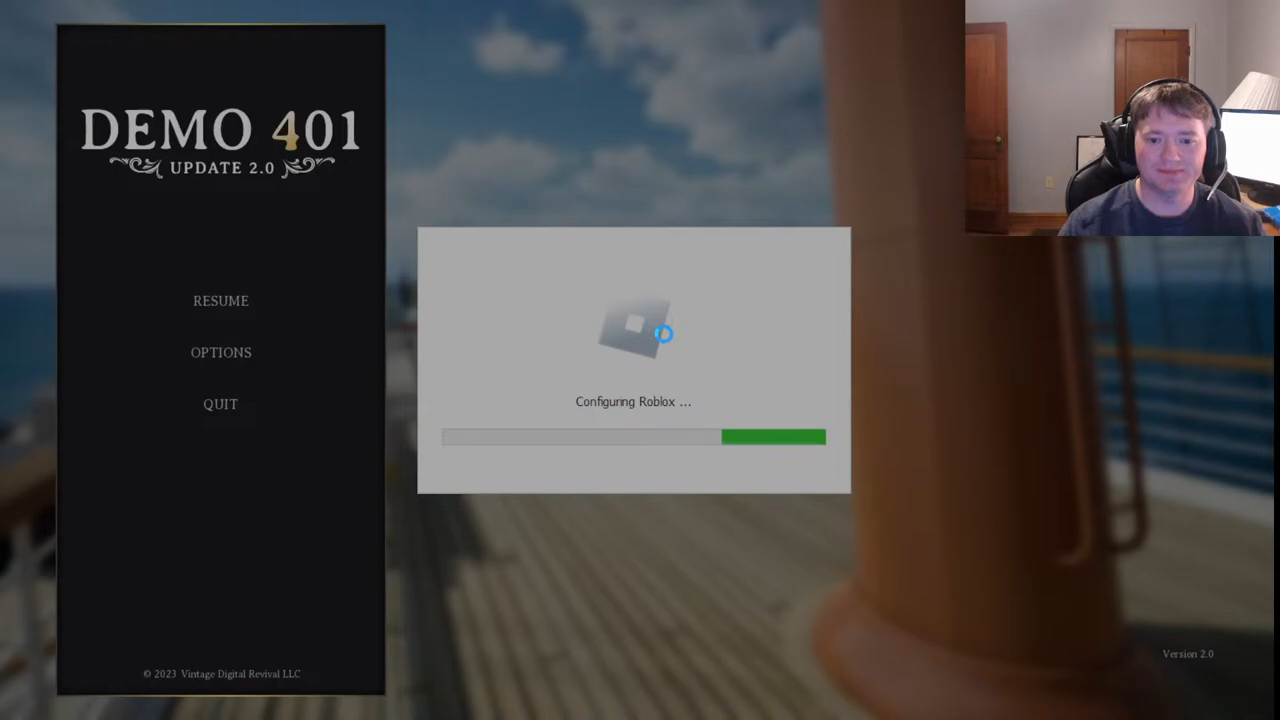 DEMO 401
UPDATE 2.0
RESUME
OPTIONS
QUIT
© 2023 Vintage Digital Revival LLC
Configuring Roblox ...
Version 2.0